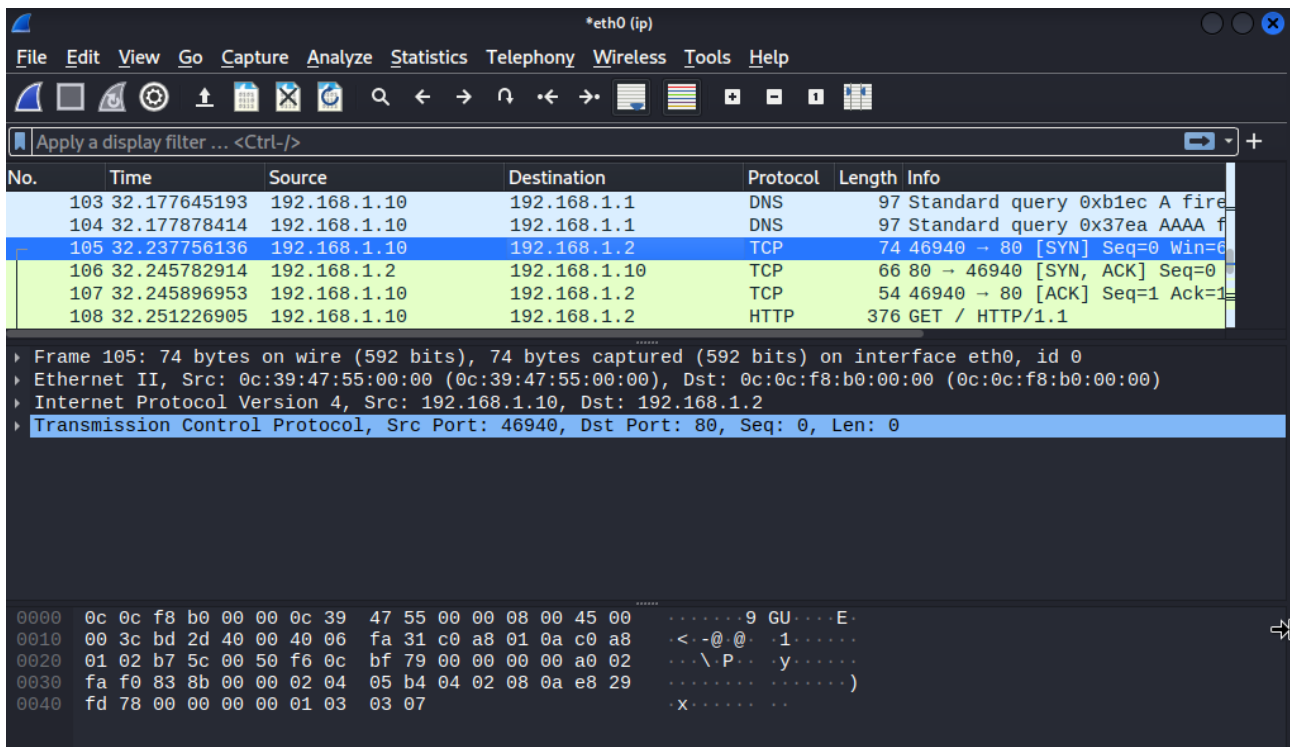 *eth0 (ip)
File Edit View Go Capture Analyze Statistics Telephony Wireless Tools Help
Apply a display filter … <Ctrl-/>
No. Time Source Destination Protocol Length Info
103 32.177645193 192.168.1.10 192.168.1.1 DNS 97 Standard query 0xb1ec A fire
104 32.177878414 192.168.1.10 192.168.1.1 DNS 97 Standard query 0x37ea AAAA f
105 32.237756136 192.168.1.10 192.168.1.2 TCP 74 46940 → 80 [SYN] Seq=0 Win=6
106 32.245782914 192.168.1.2 192.168.1.10 TCP 66 80 → 46940 [SYN, ACK] Seq=0
107 32.245896953 192.168.1.10 192.168.1.2 TCP 54 46940 → 80 [ACK] Seq=1 Ack=1
108 32.251226905 192.168.1.10 192.168.1.2 HTTP 376 GET / HTTP/1.1
Frame 105: 74 bytes on wire (592 bits), 74 bytes captured (592 bits) on interface eth0, id 0
Ethernet II, Src: 0c:39:47:55:00:00 (0c:39:47:55:00:00), Dst: 0c:0c:f8:b0:00:00 (0c:0c:f8:b0:00:00)
Internet Protocol Version 4, Src: 192.168.1.10, Dst: 192.168.1.2
Transmission Control Protocol, Src Port: 46940, Dst Port: 80, Seq: 0, Len: 0
0000 0c 0c f8 b0 00 00 0c 39 47 55 00 00 08 00 45 00 ·······9 GU····E·
0010 00 3c bd 2d 40 00 40 06 fa 31 c0 a8 01 0a c0 a8 ·<·-@·@· ·1······
0020 01 02 b7 5c 00 50 f6 0c bf 79 00 00 00 00 a0 02 ···\·P·· ·y······
0030 fa f0 83 8b 00 00 02 04 05 b4 04 02 08 0a e8 29 ········ ·······)
0040 fd 78 00 00 00 00 01 03 03 07 ·x······ ··